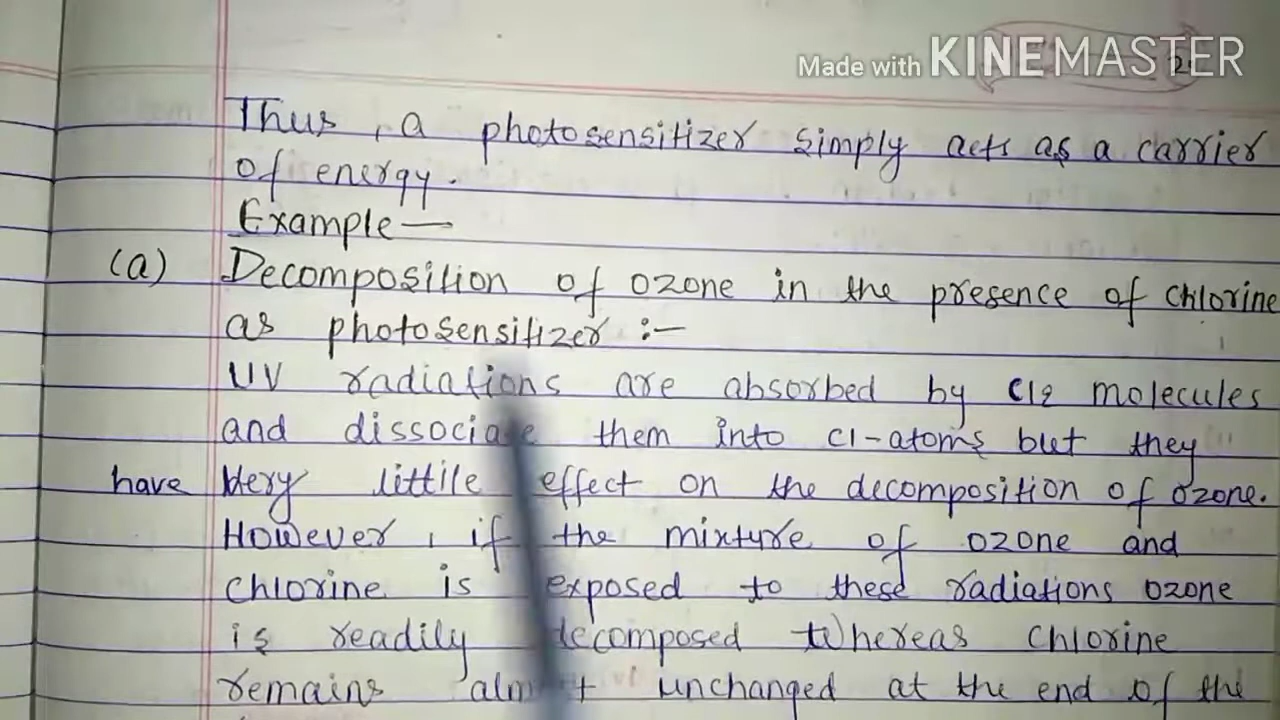 Made with KINEMASTER
Thus, a photosensitizer simply acts as a carrier
of energy.
Example —
(a) Decomposition of ozone in the presence of chlorine
as photosensitizer :-
UV radiations are absorbed by Cl2 molecules
and dissociate them into Cl-atoms but they
have very littile effect on the decomposition of ozone.
However, if the mixture of ozone and
chlorine is exposed to these radiations ozone
is readily decomposed whereas chlorine
remains almost unchanged at the end of the